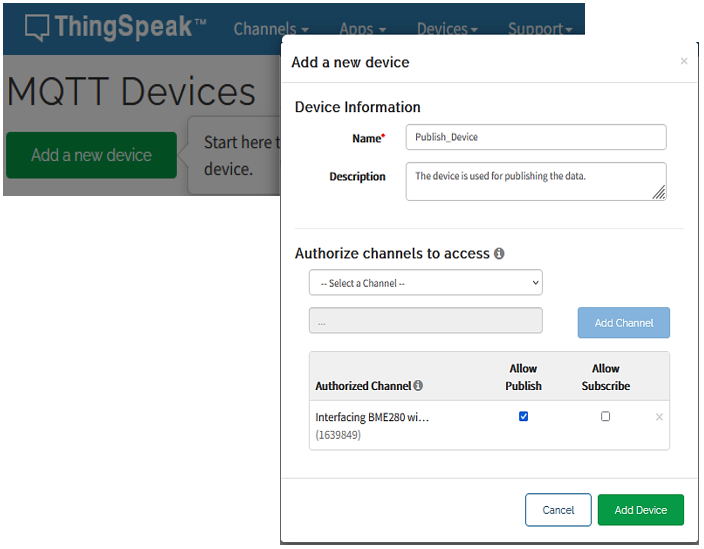 ThingSpeak™
Channels Apps Devices Support
MQTT Devices
Add a new device
Start here t
device.
Add a new device
×
Device Information
Name*
Publish_Device
Description
The device is used for publishing the data.
Authorize channels to access
-- Select a Channel --
...
Add Channel
Authorized Channel
Allow
Publish
Allow
Subscribe
Interfacing BME280 wi...
(1639849)
×
Cancel
Add Device